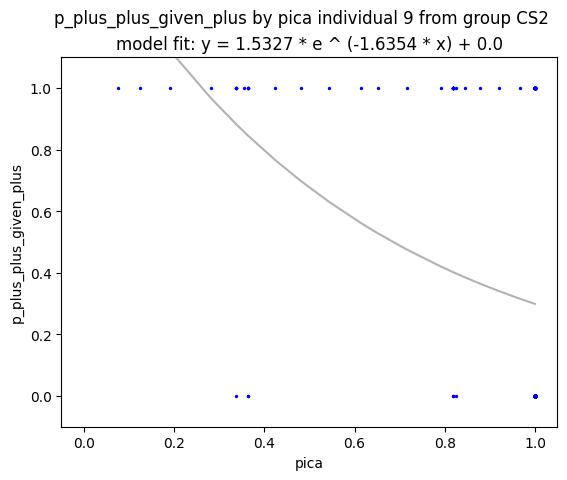 p_plus_plus_given_plus by pica individual 9 from group CS2
model fit: y = 1.5327 * e ^ (-1.6354 * x) + 0.0
1.0
0.8
0.6
0.4
0.2
0.0
p_plus_plus_given_plus
0.0 0.2 0.4 0.6 0.8 1.0
pica